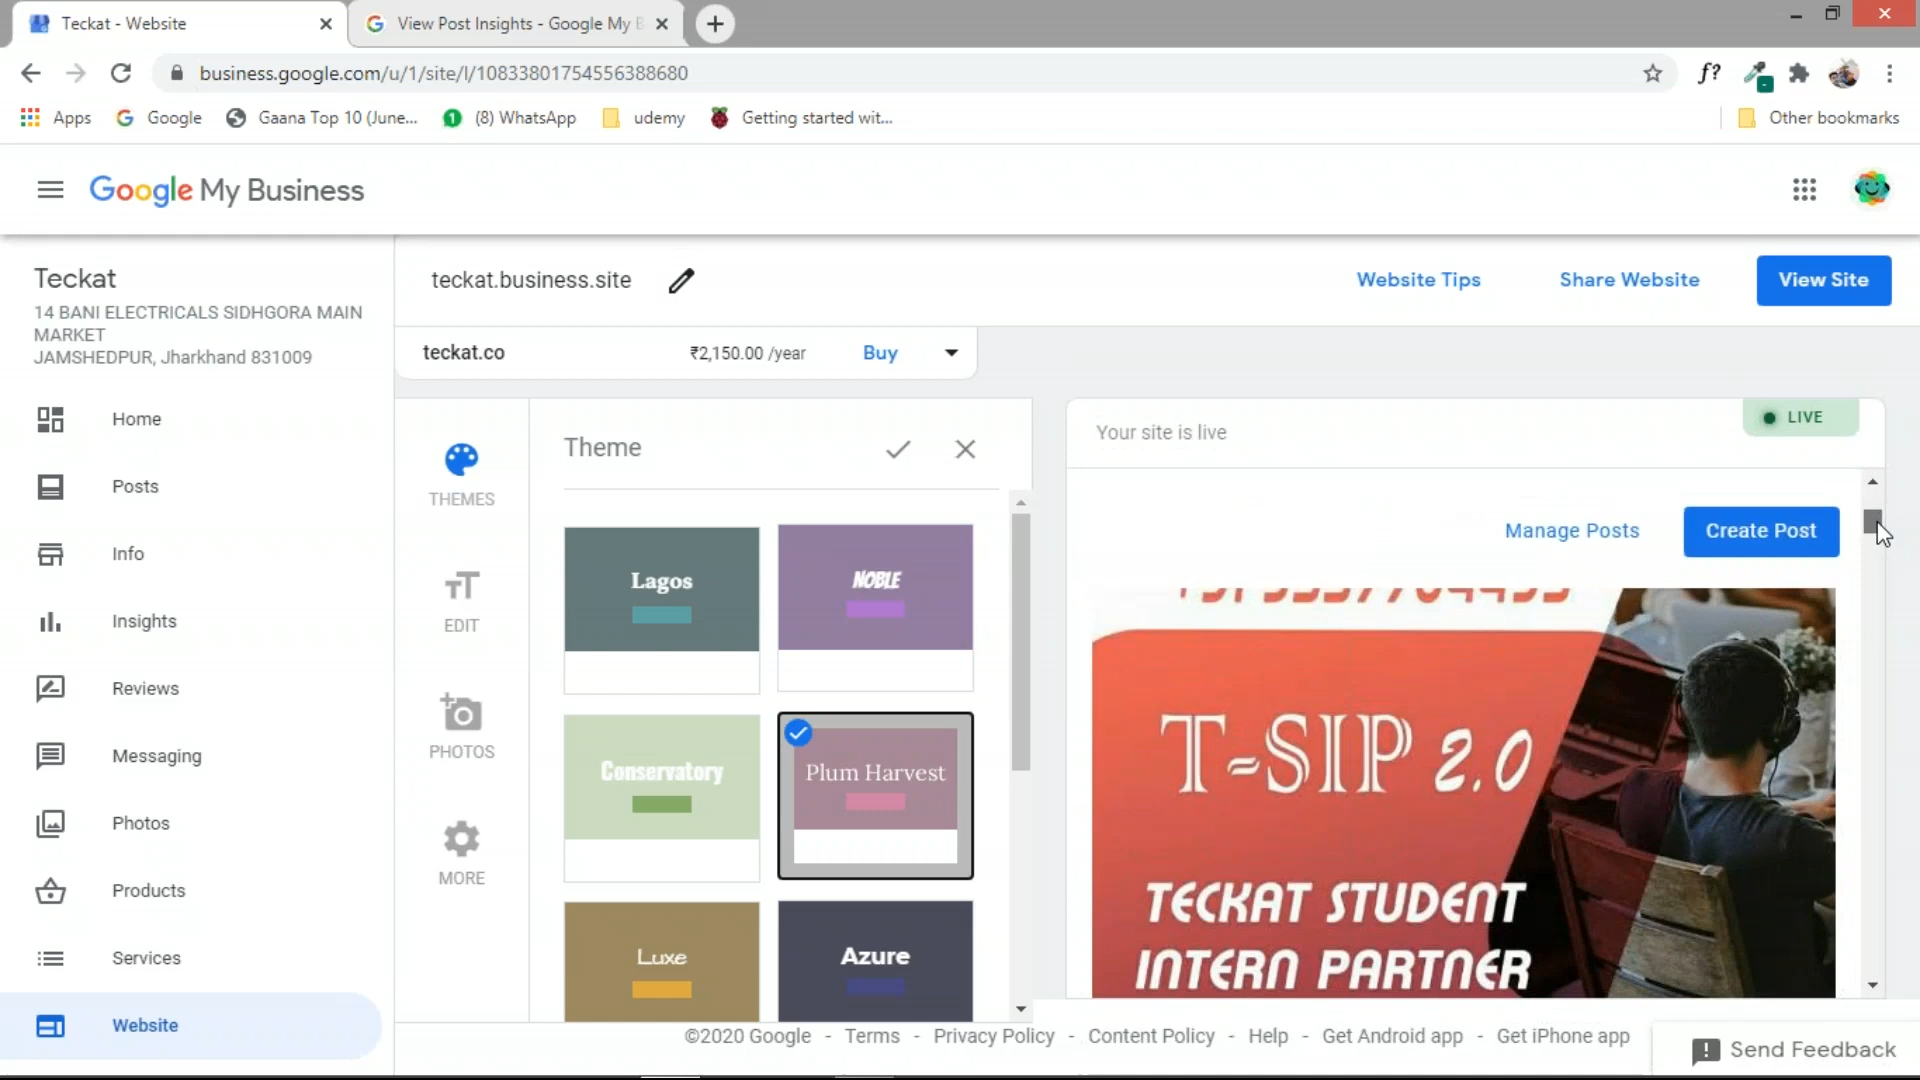 Teckat - Website
View Post Insights - Google My B
business.google.com/u/1/site/l/10833801754556388680
f?
Apps
Google
Gaana Top 10 (June...
1
(8) WhatsApp
udemy
Getting started wit...
Other bookmarks
Google My Business
Teckat
14 BANI ELECTRICALS SIDHGORA MAIN
MARKET
JAMSHEDPUR, Jharkhand 831009
Home
Posts
Info
Insights
Reviews
Messaging
Photos
Products
Services
Website
teckat.business.site
Website Tips
Share Website
View Site
teckat.co
₹2,150.00 /year
Buy
THEMES
EDIT
PHOTOS
MORE
Theme
Lagos
NOBLE
Conservatory
Plum Harvest
Luxe
Azure
Your site is live
LIVE
Manage Posts
Create Post
T-SIP 2.0
TECKAT STUDENT
INTERN PARTNER
©2020 Google - Terms - Privacy Policy - Content Policy - Help - Get Android app - Get iPhone app
Send Feedback